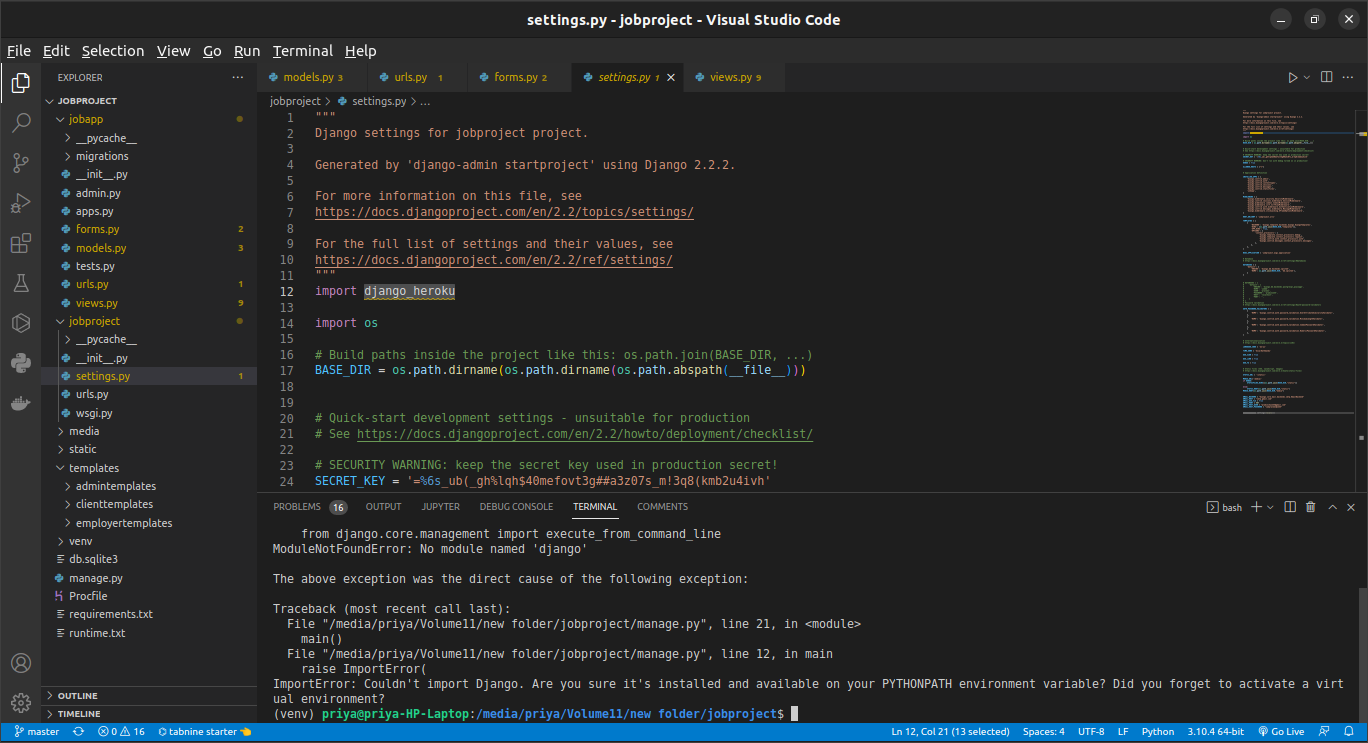 settings.py - jobproject - Visual Studio Code
File Edit Selection View Go Run Terminal Help
EXPLORER
JOBPROJECT
jobapp
__pycache__
migrations
__init__.py
admin.py
apps.py
forms.py 2
models.py 3
tests.py
urls.py 1
views.py 9
jobproject
__pycache__
__init__.py
settings.py 1
urls.py
wsgi.py
media
static
templates
admintemplates
clienttemplates
employertemplates
venv
db.sqlite3
manage.py
Procfile
requirements.txt
runtime.txt
OUTLINE
TIMELINE
models.py 3 urls.py 1 forms.py 2 settings.py 1 views.py 9
jobproject > settings.py > ...
1 """
2 Django settings for jobproject project.
3
4 Generated by 'django-admin startproject' using Django 2.2.2.
5
6 For more information on this file, see
7 https://docs.djangoproject.com/en/2.2/topics/settings/
8
9 For the full list of settings and their values, see
10 https://docs.djangoproject.com/en/2.2/ref/settings/
11 """
12 import django_heroku
13
14 import os
15
16 # Build paths inside the project like this: os.path.join(BASE_DIR, ...)
17 BASE_DIR = os.path.dirname(os.path.dirname(os.path.abspath(__file__)))
18
19
20 # Quick-start development settings - unsuitable for production
21 # See https://docs.djangoproject.com/en/2.2/howto/deployment/checklist/
22
23 # SECURITY WARNING: keep the secret key used in production secret!
24 SECRET_KEY = '=%6s_ub(_gh%lqh$40mefovt3g##a3z07s_m!3q8(kmb2u4ivh'
PROBLEMS 16 OUTPUT JUPYTER DEBUG CONSOLE TERMINAL COMMENTS
bash
from django.core.management import execute_from_command_line
ModuleNotFoundError: No module named 'django'
The above exception was the direct cause of the following exception:
Traceback (most recent call last):
File "/media/priya/Volume11/new folder/jobproject/manage.py", line 21, in <module>
main()
File "/media/priya/Volume11/new folder/jobproject/manage.py", line 12, in main
raise ImportError(
ImportError: Couldn't import Django. Are you sure it's installed and available on your PYTHONPATH environment variable? Did you forget to activate a virt
ual environment?
(venv) priya@priya-HP-Laptop:/media/priya/Volume11/new folder/jobproject$
master 0 16 tabnine starter Ln 12, Col 21 (13 selected) Spaces: 4 UTF-8 LF Python 3.10.4 64-bit Go Live